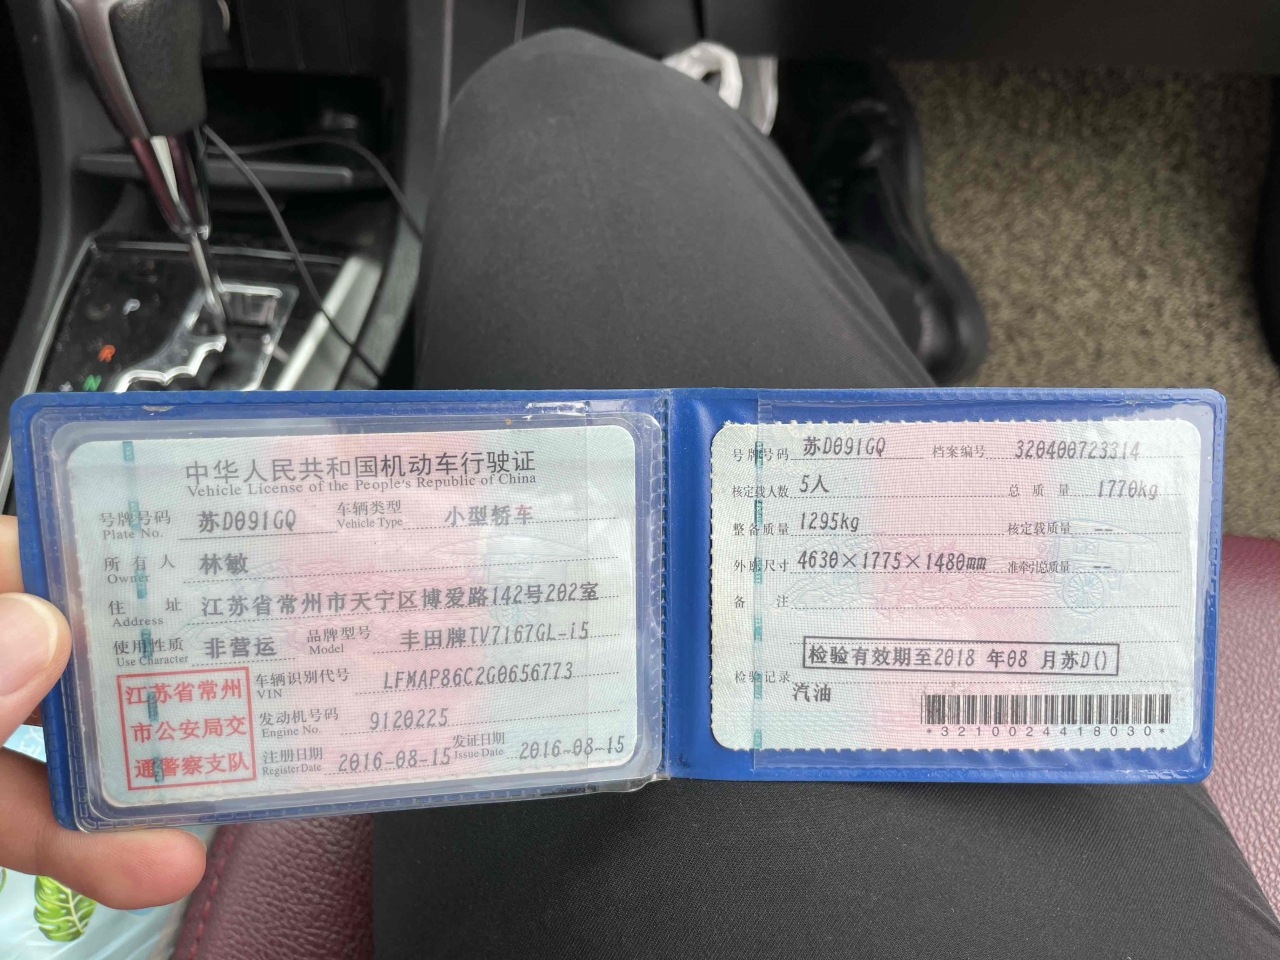 R
N
中华人民共和国机动车行驶证
Vehicle License of the People's Republic of China
号牌号码 苏D091GQ 车辆类型 小型轿车
Plate No. Vehicle Type
所有人 林敏
Owner
住址 江苏省常州市天宁区博爱路142号202室
Address
使用性质 非营运 品牌型号 丰田牌TV7167GL-i5
Use Character Model
江苏省常州
市公安局交
通警察支队
车辆识别代号 LFMAP86C2G0656773
VIN
发动机号码 9120225
Engine No.
注册日期 2016-08-15 发证日期 2016-08-15
Register Date Issue Date
号牌号码 苏D091GQ 档案编号 320400723314
核定载人数 5人 总质量 1770kg
整备质量 1295kg 核定载质量 --
外廓尺寸 4630×1775×1480mm 准牵引总质量 --
备注
检验有效期至2018 年08 月苏D()
检验记录
汽油
*3210024418030*